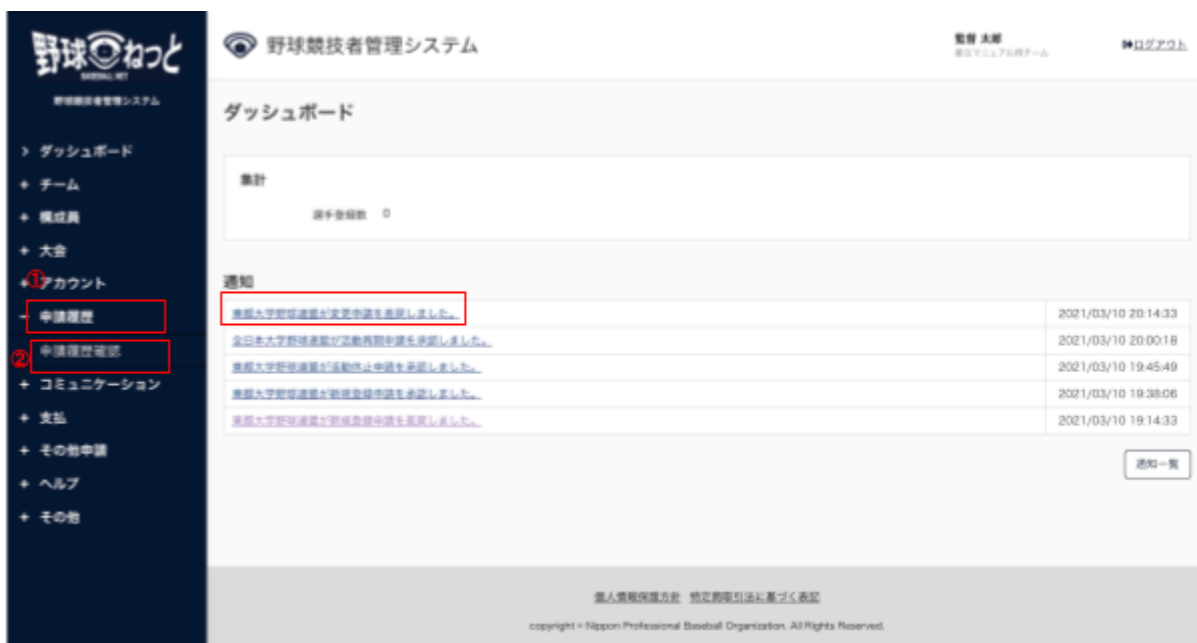 野球ねっと
BASEBALL NET
野球競技者管理システム
> ダッシュボード
+ チーム
+ 構成員
+ 大会
① + アカウント
- 申請履歴
② 申請履歴確認
+ コミュニケーション
+ 支払
+ その他申請
+ ヘルプ
+ その他
野球競技者管理システム
監督 太郎
ログアウト
ダッシュボード
集計
選手登録数 0
通知
東都大学野球連盟が変更申請を差戻しました。 2021/03/10 20:14:33
全日本大学野球連盟が活動再開申請を承認しました。 2021/03/10 20:00:18
東都大学野球連盟が活動休止申請を承認しました。 2021/03/10 19:45:49
東都大学野球連盟が新規登録申請を承認しました。 2021/03/10 19:38:06
東都大学野球連盟が新規登録申請を差戻しました。 2021/03/10 19:14:33
通知一覧
個人情報保護方針 特定商取引法に基づく表記
copyright © Nippon Professional Baseball Organization. All Rights Reserved.